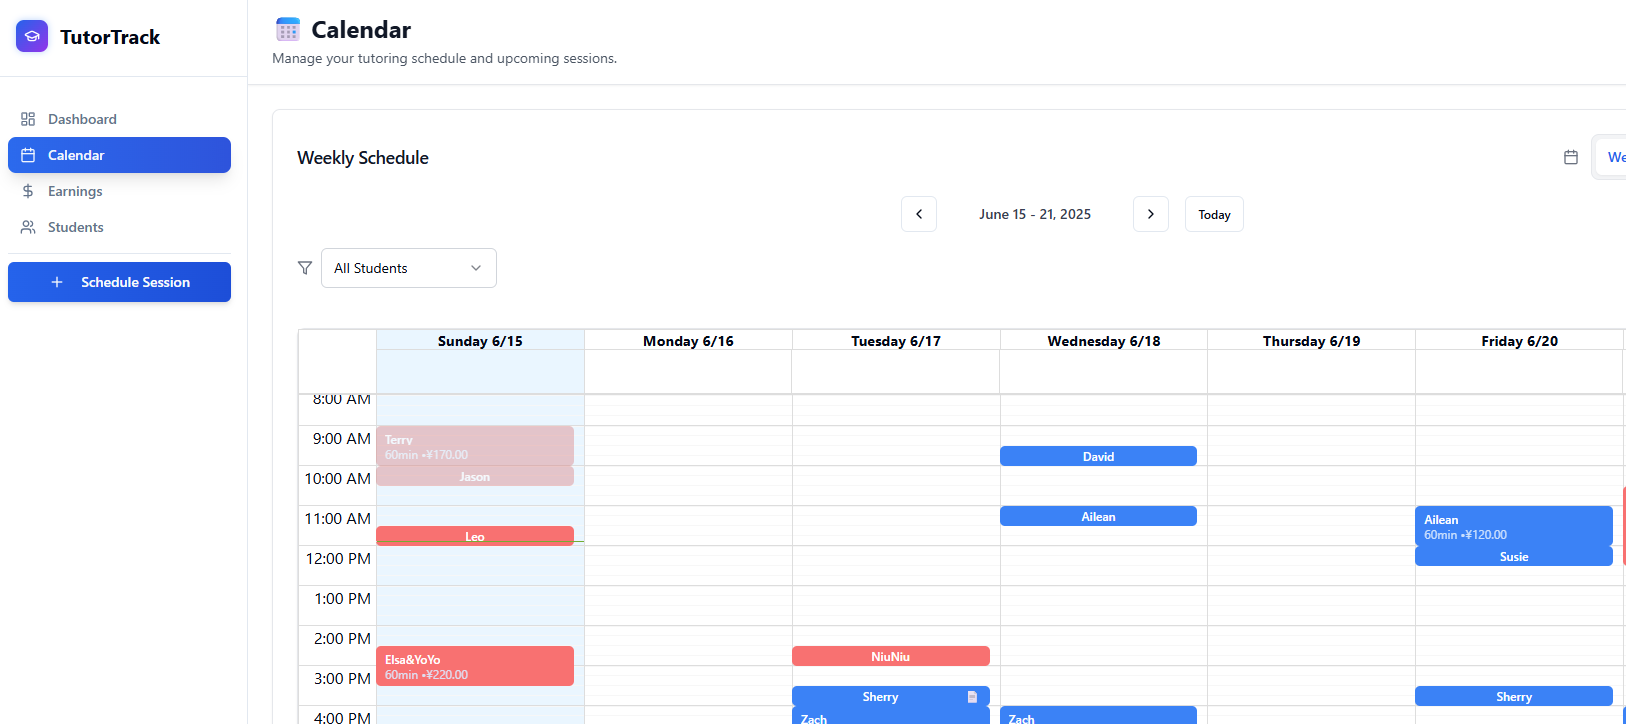 TutorTrack
Dashboard
Calendar
Earnings
Students
Schedule Session
Calendar
Manage your tutoring schedule and upcoming sessions.
Weekly Schedule
We
June 15 - 21, 2025
Today
All Students
Sunday 6/15
Monday 6/16
Tuesday 6/17
Wednesday 6/18
Thursday 6/19
Friday 6/20
8:00 AM
9:00 AM
Terry
60min •¥170.00
David
10:00 AM
Jason
11:00 AM
Ailean
Ailean
60min •¥120.00
Leo
12:00 PM
Susie
1:00 PM
2:00 PM
Elsa&YoYo
60min •¥220.00
NiuNiu
3:00 PM
Sherry
Sherry
4:00 PM
Zach
Zach